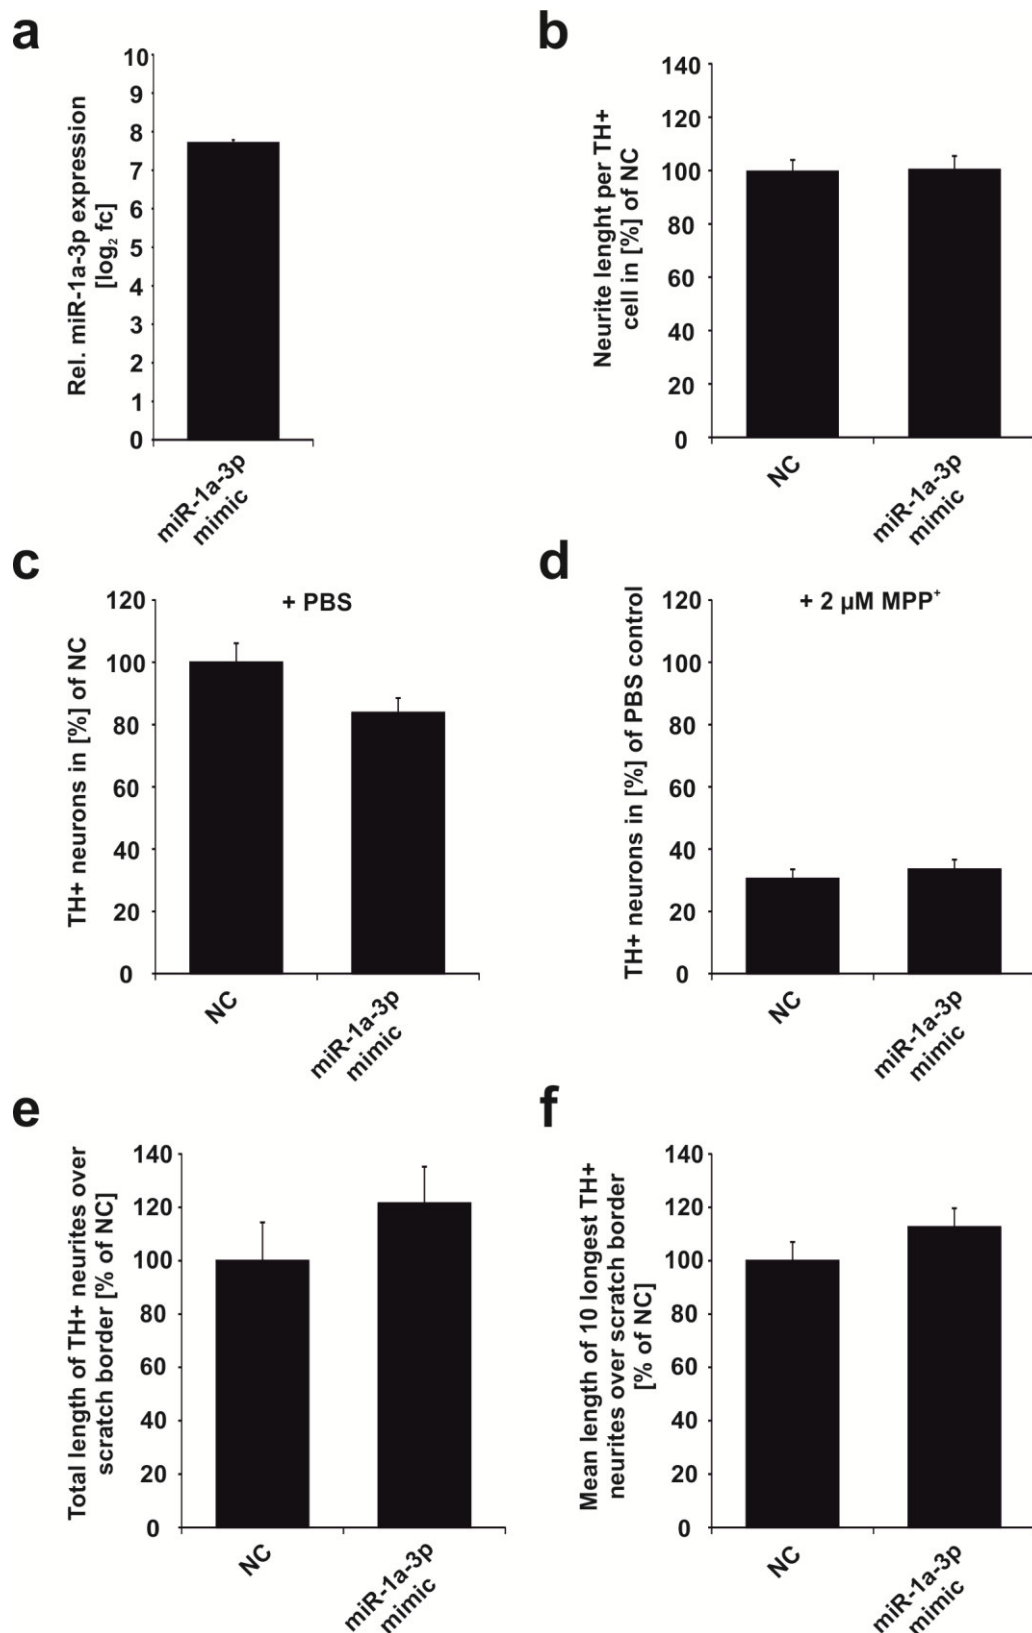 a
10
9
8
7
6
5
4
3
2
1
0
Rel. miR-1a-3p expression
[log₂ fc]
miR-1a-3p
mimic
b
140
120
100
80
60
40
20
0
Neurite lenght per TH+
cell in [%] of NC
NC
miR-1a-3p
mimic
c
+ PBS
120
100
80
60
40
20
0
TH+ neurons in [%] of NC
NC
miR-1a-3p
mimic
d
+ 2 µM MPP⁺
120
100
80
60
40
20
0
TH+ neurons in [%] of PBS control
NC
miR-1a-3p
mimic
e
140
120
100
80
60
40
20
0
Total length of TH+ neurites over
scratch border [% of NC]
NC
miR-1a-3p
mimic
f
140
120
100
80
60
40
20
0
Mean length of 10 longest TH+
neurites over scratch border
[% of NC]
NC
miR-1a-3p
mimic